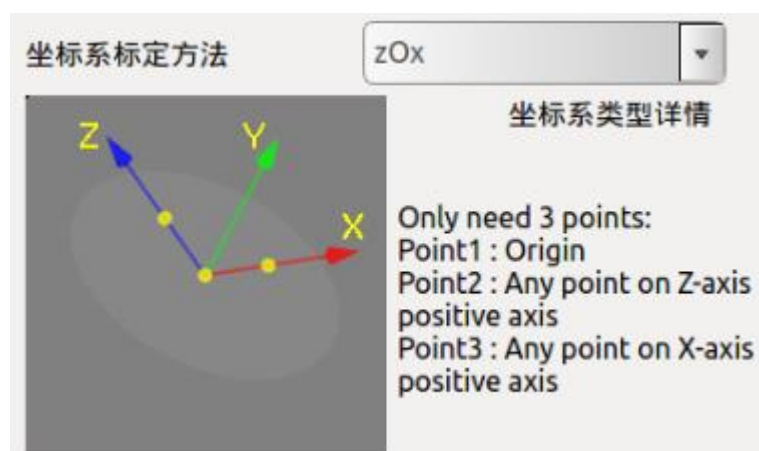 坐标系标定方法
zOx
坐标系类型详情
Z
Y
X
Only need 3 points:
Point1 : Origin
Point2 : Any point on Z-axis
positive axis
Point3 : Any point on X-axis
positive axis